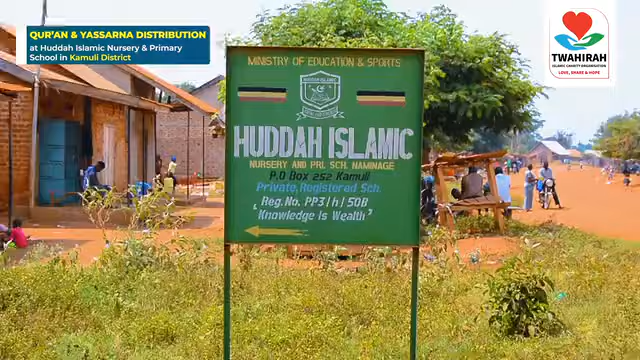 QUR'AN & YASSARNA DISTRIBUTION
at Huddah Islamic Nursery & Primary
School in Kamuli District
TWAHIRAH
ISLAMIC CHARITY ORGANISATION
LOVE, SHARE & HOPE
MINISTRY OF EDUCATION & SPORTS
HUDDAH ISLAMIC
NURSERY AND PRI. SCH. NAMINAGE
P.O Box 252 Kamuli
Private, Registered Sch.
Reg. No. PP3/h/50B
"Knowledge Is Wealth"